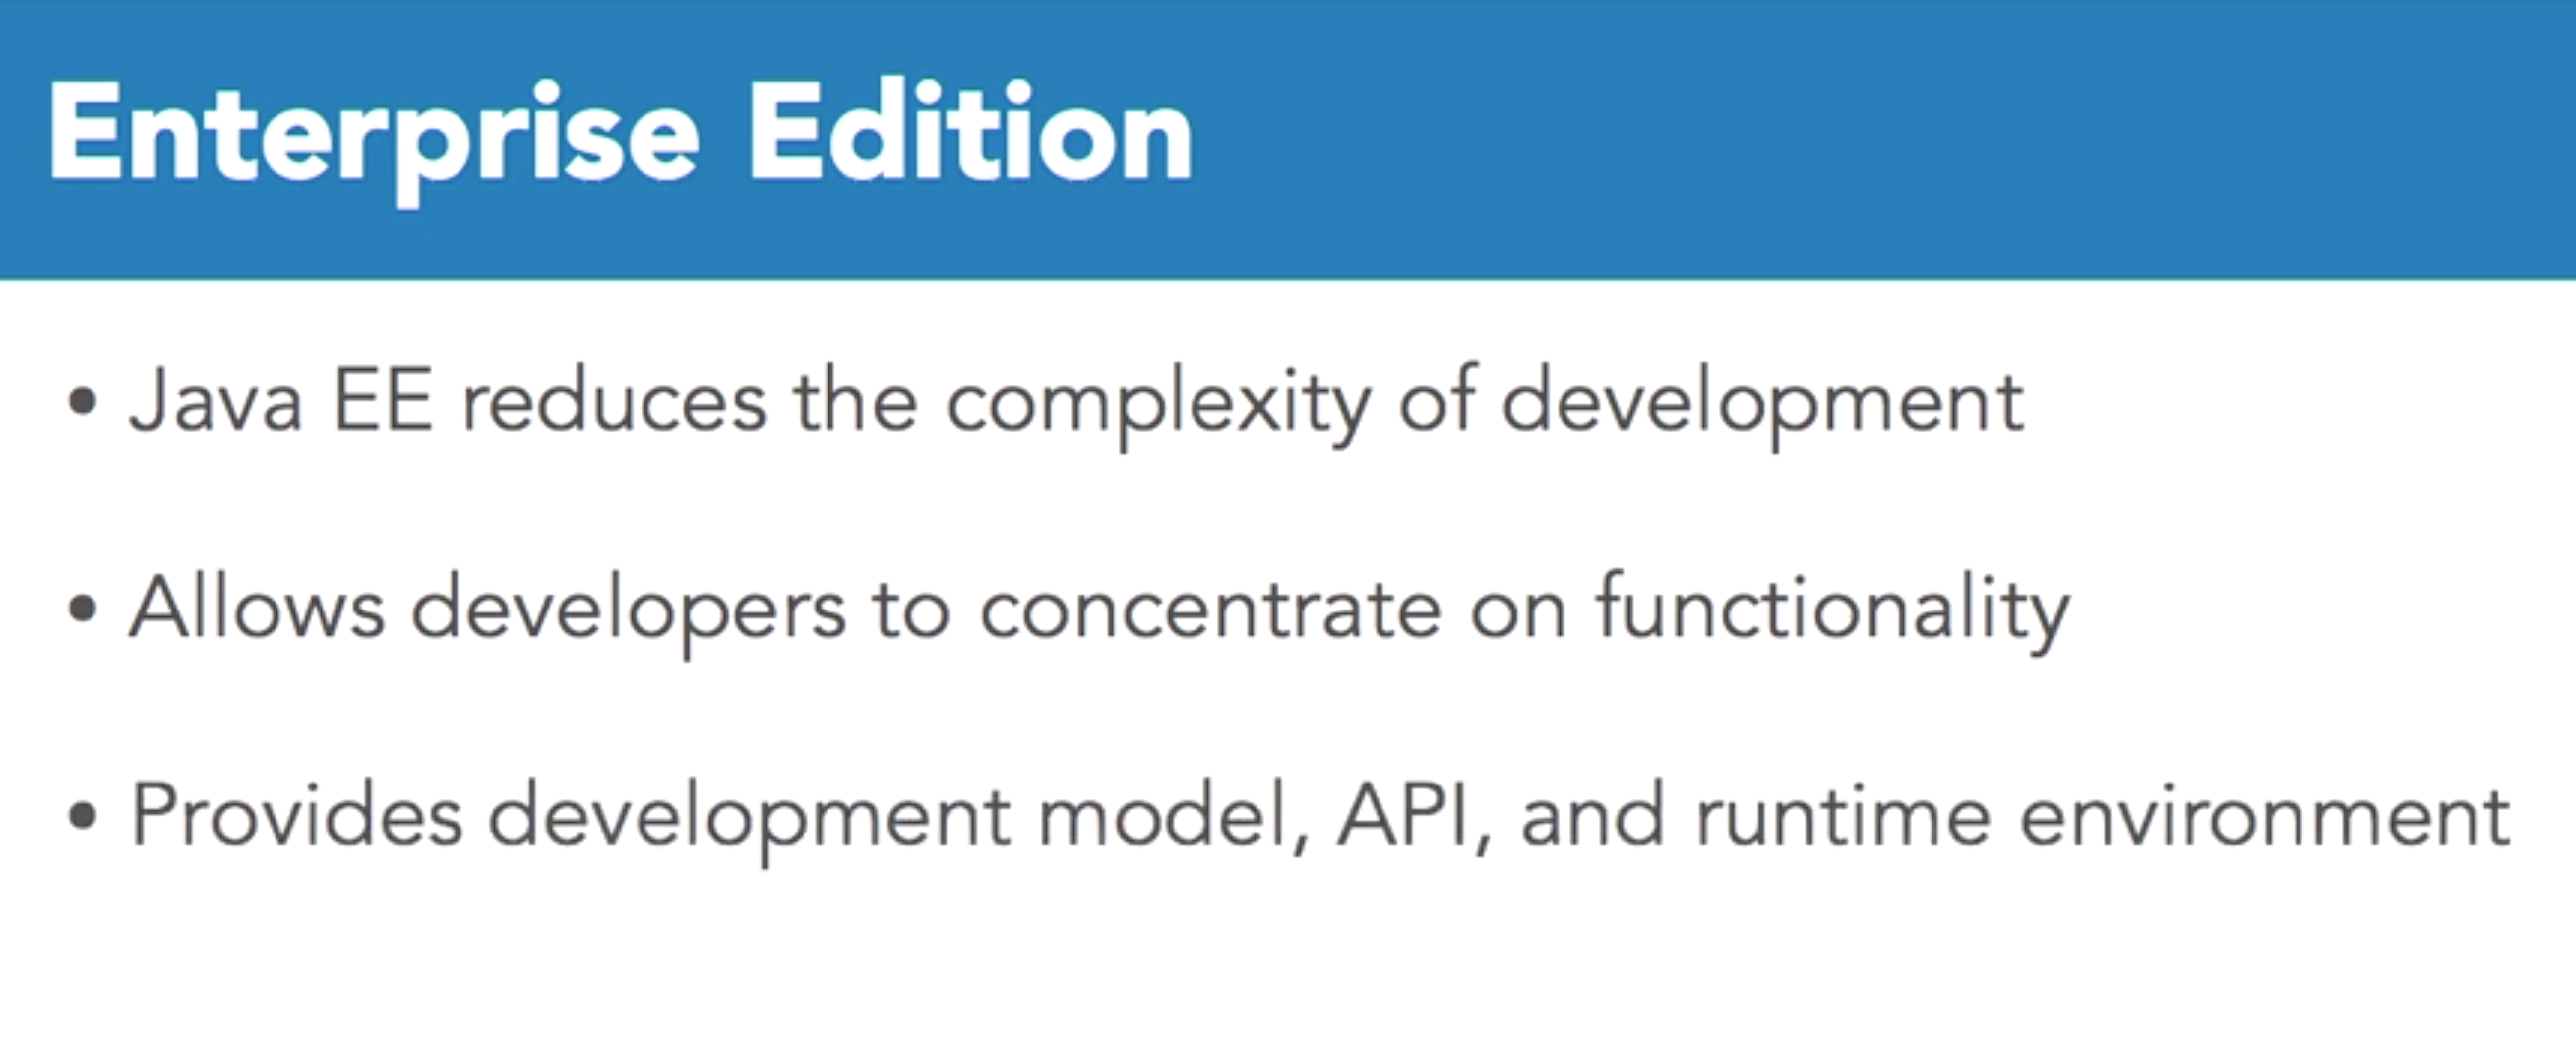 Enterprise Edition
• Java EE reduces the complexity of development
• Allows developers to concentrate on functionality
• Provides development model, API, and runtime environment